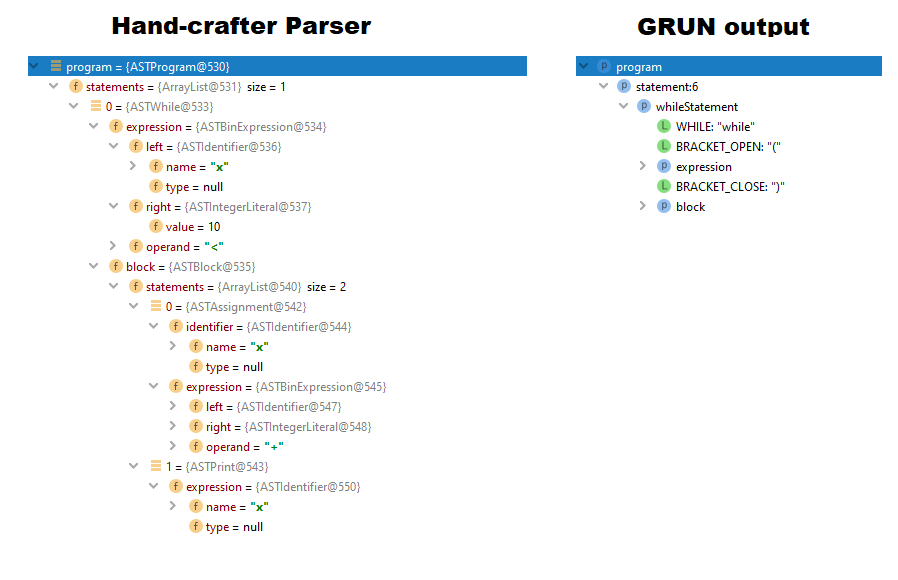 Hand-crafter Parser
program = {ASTProgram@530}
f statements = {ArrayList@531} size = 1
0 = {ASTWhile@533}
f expression = {ASTBinExpression@534}
f left = {ASTIdentifier@536}
f name = "x"
f type = null
f right = {ASTIntegerLiteral@537}
f value = 10
f operand = "<"
f block = {ASTBlock@535}
f statements = {ArrayList@540} size = 2
0 = {ASTAssignment@542}
f identifier = {ASTIdentifier@544}
f name = "x"
f type = null
f expression = {ASTBinExpression@545}
f left = {ASTIdentifier@547}
f right = {ASTIntegerLiteral@548}
f operand = "+"
1 = {ASTPrint@543}
f expression = {ASTIdentifier@550}
f name = "x"
f type = null
GRUN output
p program
p statement:6
p whileStatement
L WHILE: "while"
L BRACKET_OPEN: "("
p expression
L BRACKET_CLOSE: ")"
p block